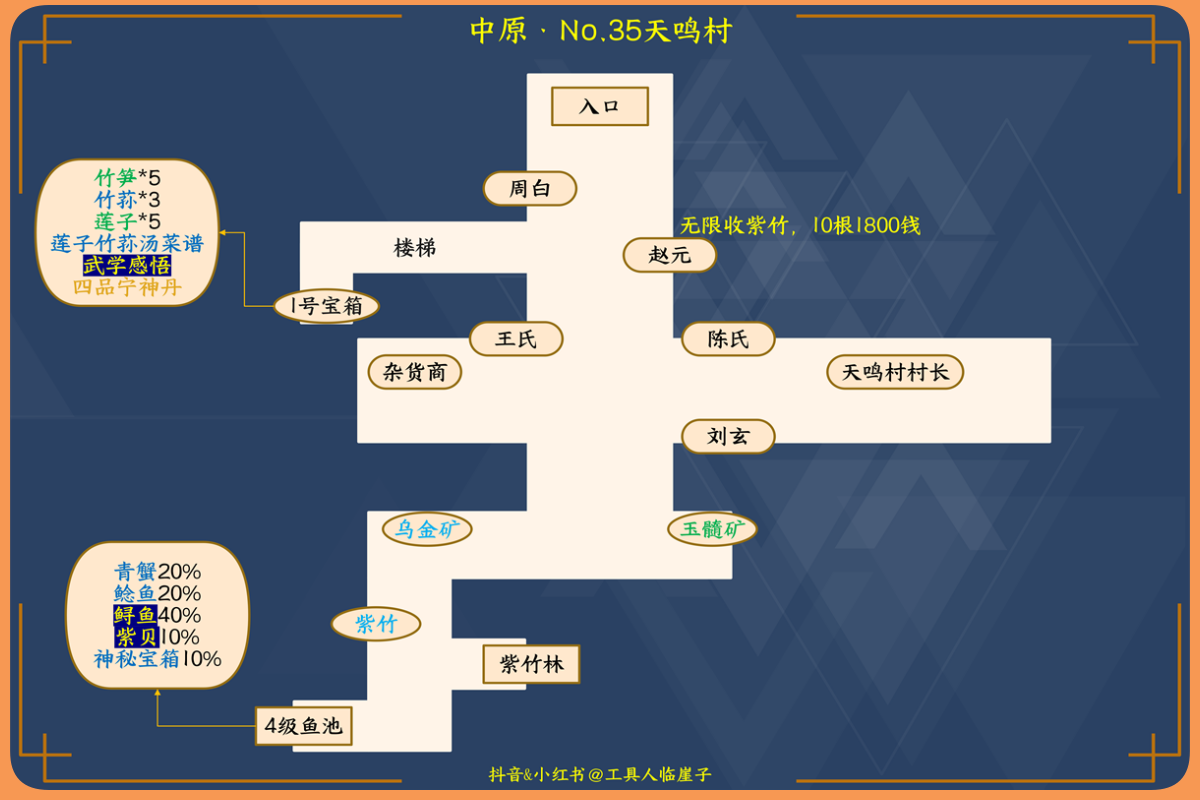 中原·No.35天鸣村
入口
周白
竹笋*5
竹荪*3
莲子*5
莲子竹荪汤菜谱
武学感悟
四品宁神丹
无限收紫竹，10根1800钱
赵元
楼梯
1号宝箱
王氏
陈氏
杂货商
天鸣村村长
刘玄
乌金矿
玉髓矿
青蟹20%
鲶鱼20%
鲟鱼40%
紫贝10%
神秘宝箱10%
紫竹
紫竹林
4级鱼池
抖音&小红书@工具人临崖子